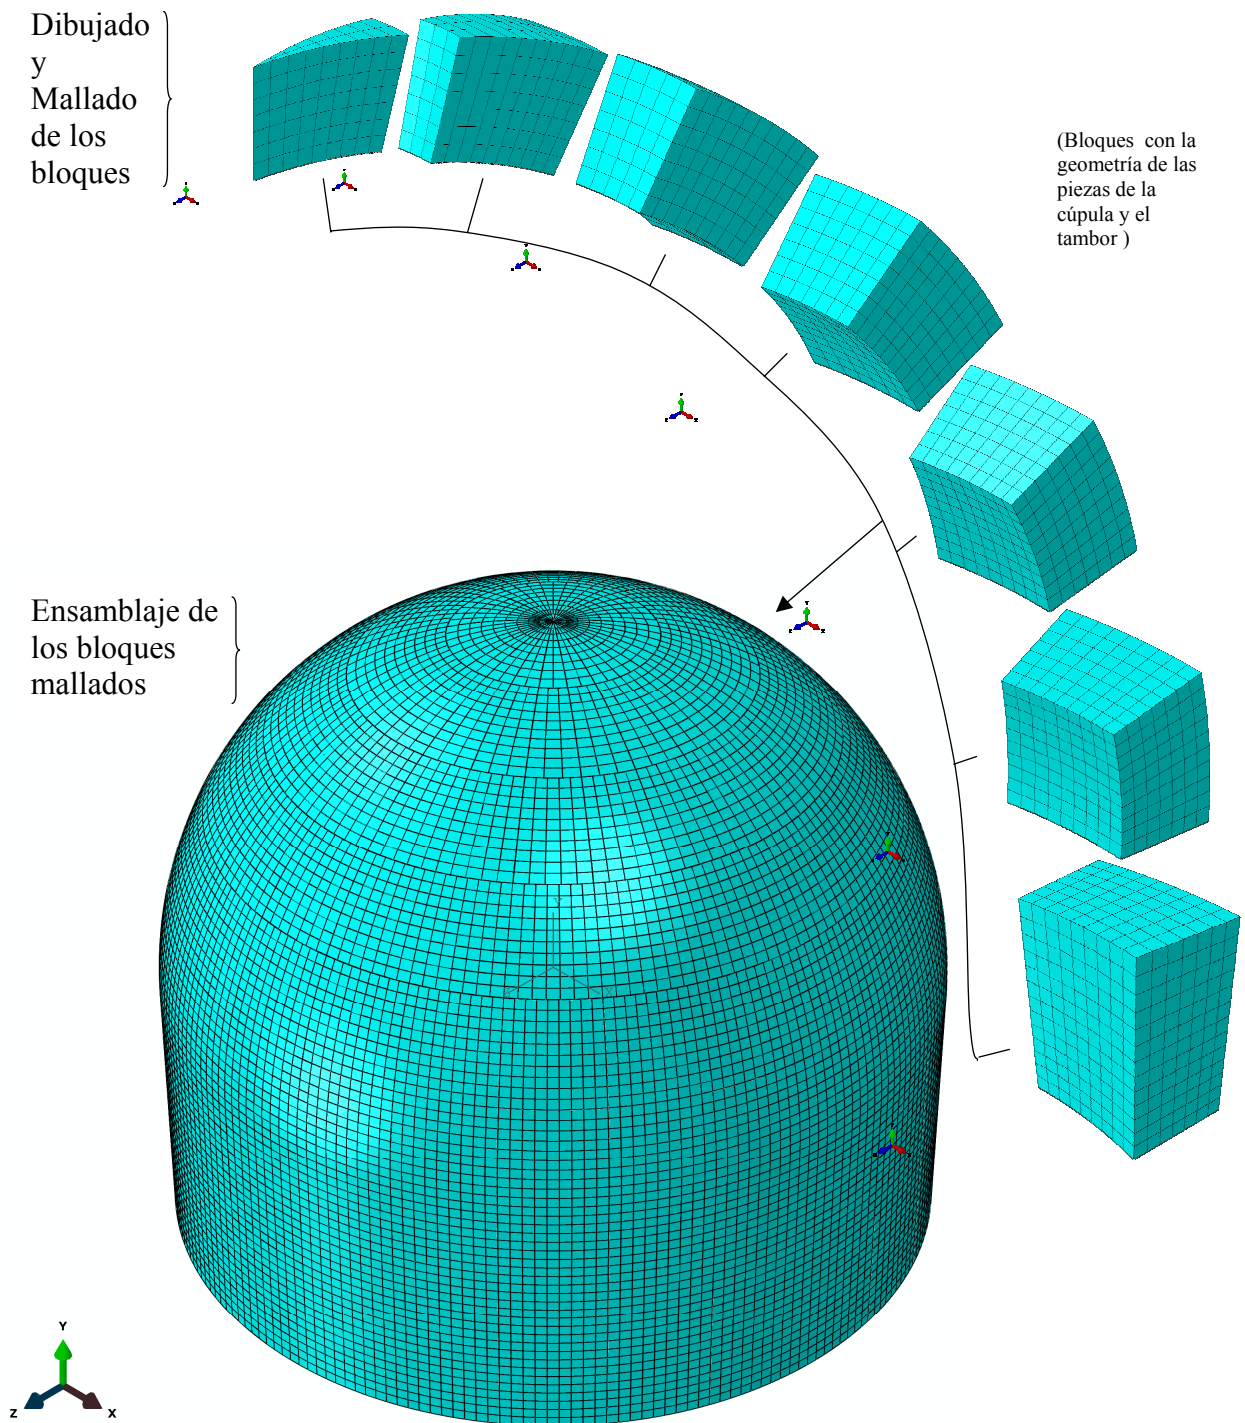 Dibujado
y
Mallado
de los
bloques
(Bloques con la
geometría de las
piezas de la
cúpula y el
tambor )
Ensamblaje de
los bloques
mallados
Y
Z
X